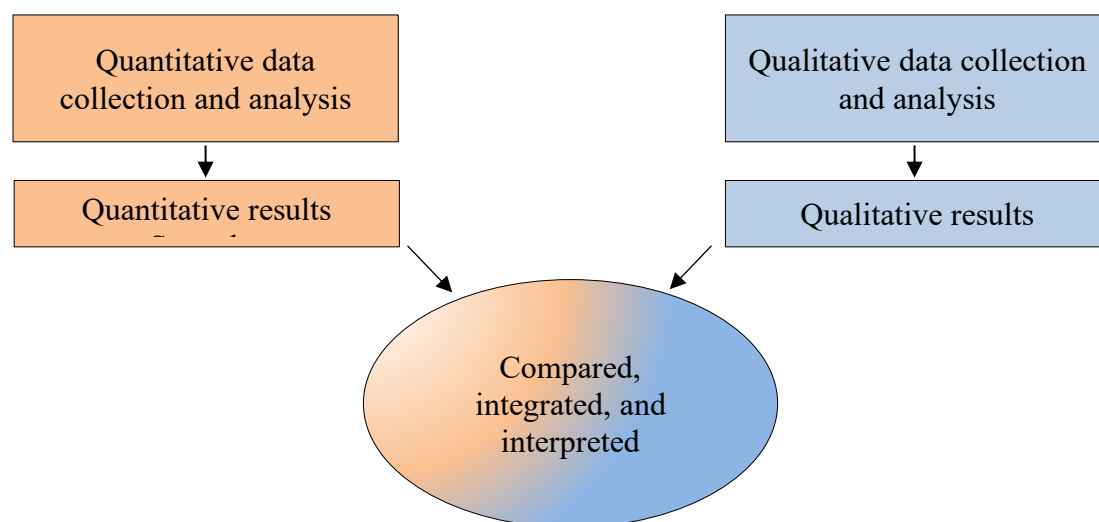 Quantitative data
collection and analysis
Qualitative data collection
and analysis
Quantitative results
Qualitative results
Compared,
integrated, and
interpreted